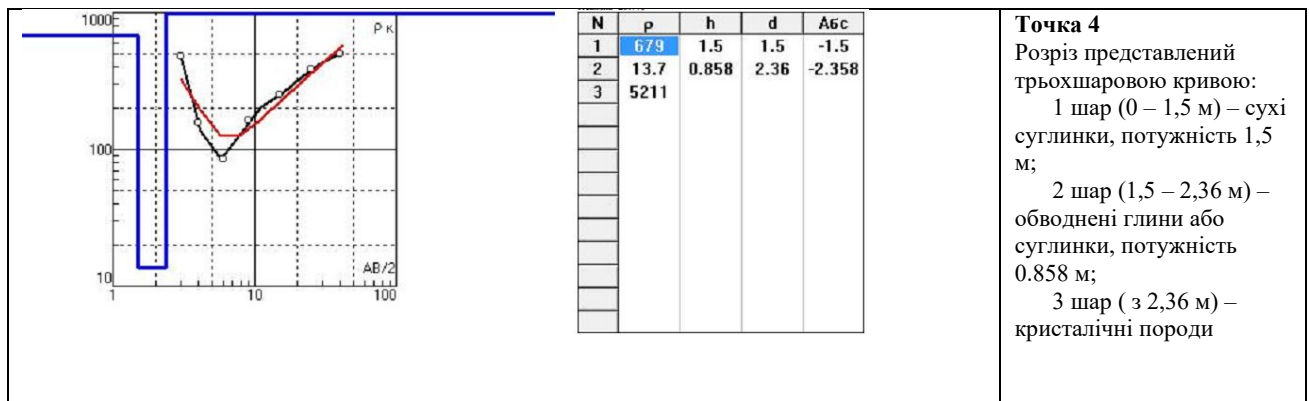 1000
100
10
1
10
100
ρк
AB/2
N ρ h d Абс
1 679 1.5 1.5 -1.5
2 13.7 0.858 2.36 -2.358
3 5211
Точка 4
Розріз представлений
трьохшаровою кривою:
1 шар (0 – 1,5 м) – сухі
суглинки, потужність 1,5
м;
2 шар (1,5 – 2,36 м) –
обводнені глини або
суглинки, потужність
0.858 м;
3 шар ( з 2,36 м) –
кристалічні породи